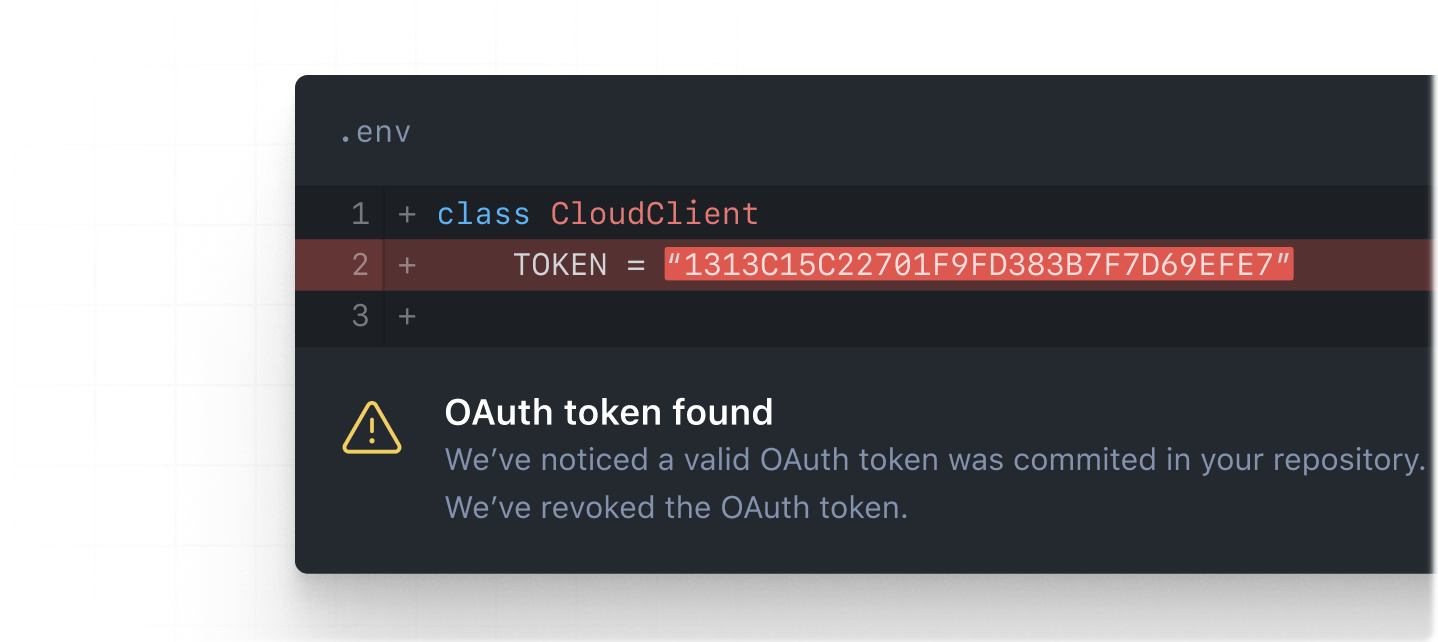 .env
1 + class CloudClient
2 + TOKEN = “1313C15C22701F9FD383B7F7D69EFE7”
3 +
OAuth token found
We’ve noticed a valid OAuth token was commited in your repository.
We’ve revoked the OAuth token.